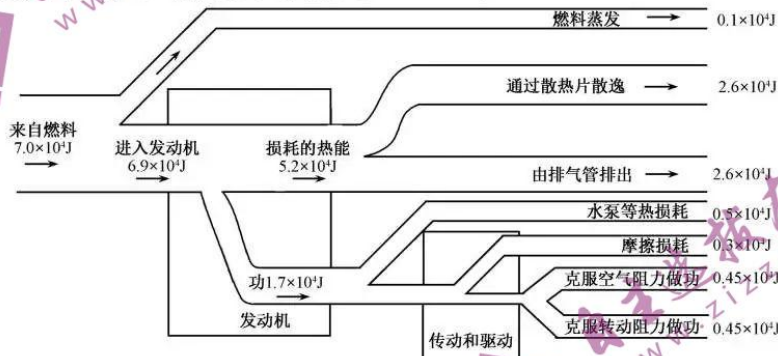 燃料蒸发 0.1×10⁴J
通过散热片散逸 2.6×10⁴J
来自燃料
7.0×10⁴J
进入发动机
6.9×10⁴J
损耗的热能
5.2×10⁴J
由排气管排出 2.6×10⁴J
水泵等热损耗 0.5×10⁴J
摩擦损耗 0.3×10⁴J
功1.7×10⁴J
克服空气阻力做功 0.45×10⁴J
发动机
克服转动阻力做功 0.45×10⁴J
传动和驱动